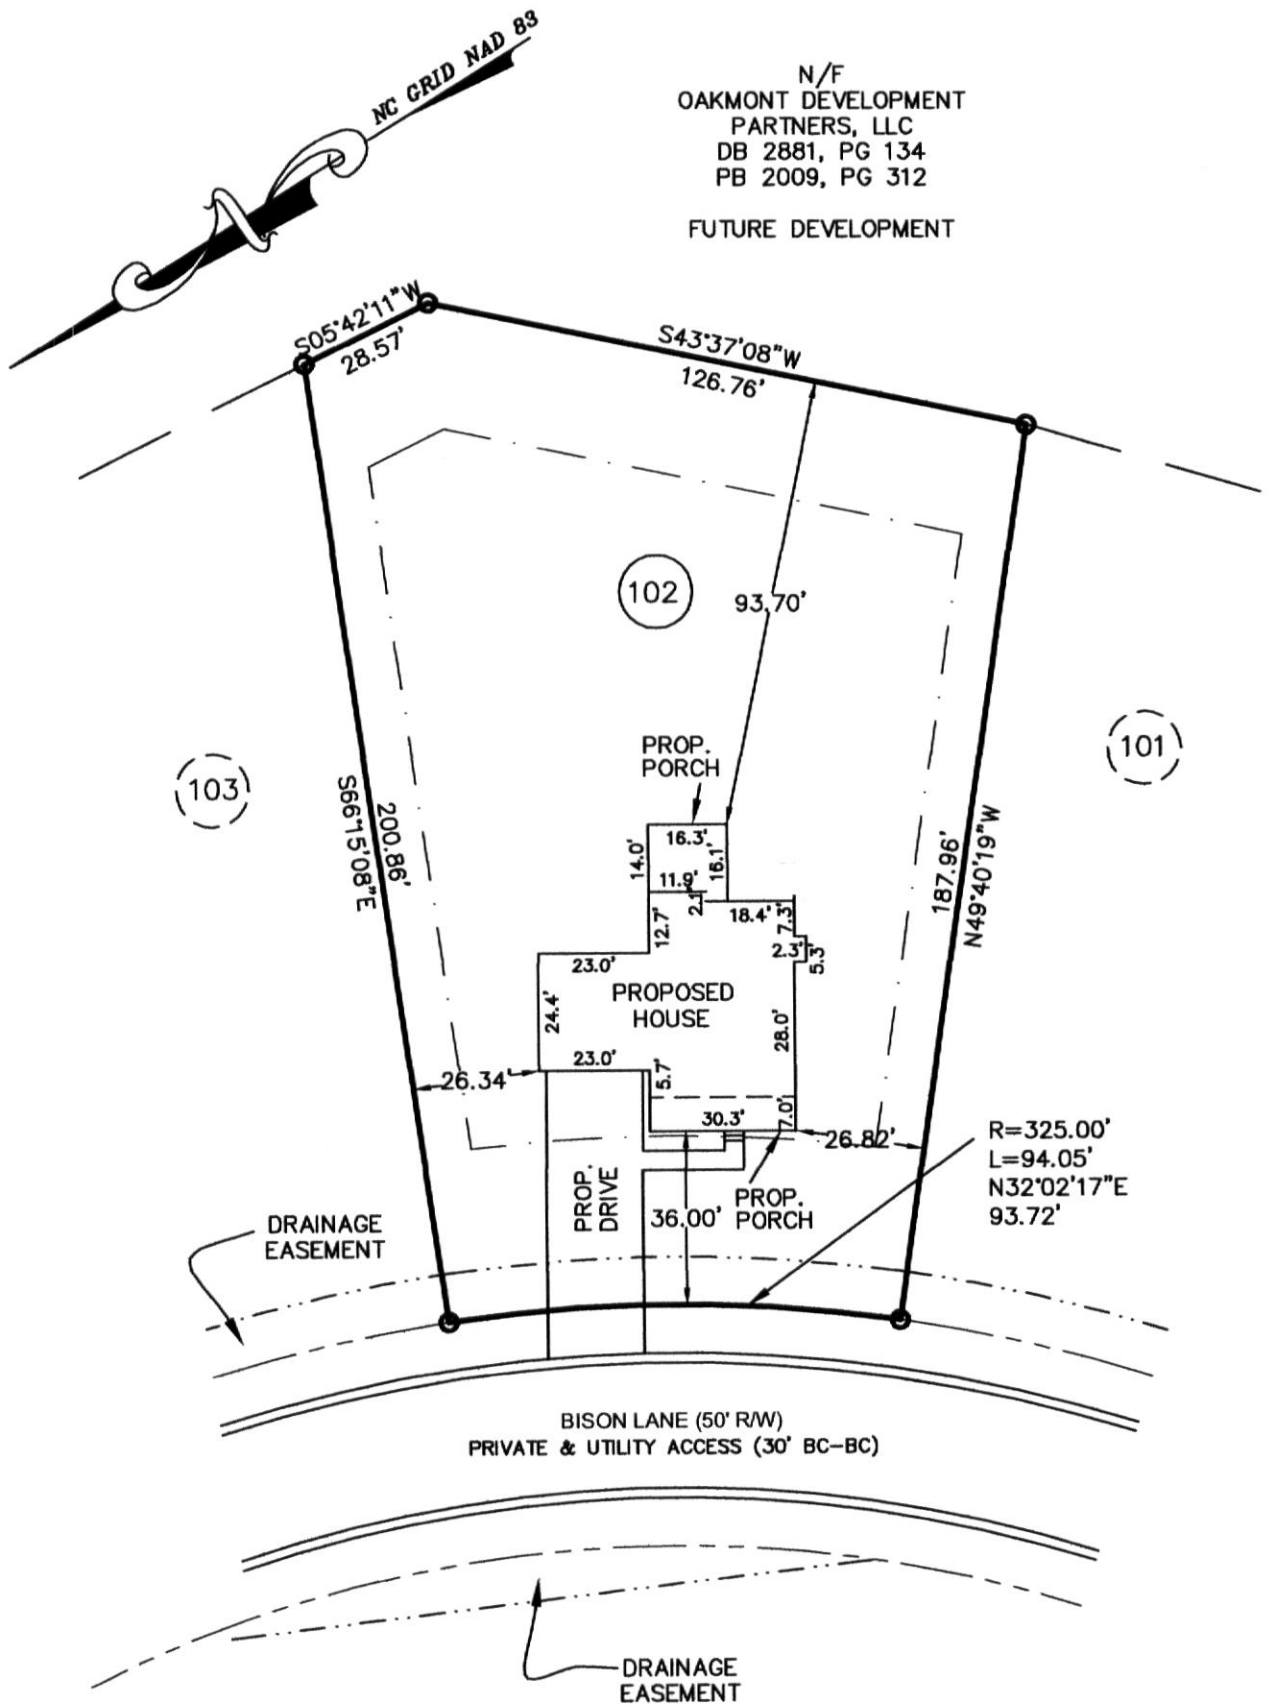 NC GRID NAD 83
N/F
OAKMONT DEVELOPMENT
PARTNERS, LLC
DB 2881, PG 134
PB 2009, PG 312
FUTURE DEVELOPMENT
S05°42'11"W
28.57'
S43°37'08"W
126.76'
102
93.70'
103
101
S66°15'08"E
200.86'
187.96'
N49°40'19"W
PROP.
PORCH
16.3'
14.0'
16.1'
11.9'
2.1'
18.4'
7.3'
12.7'
2.3'
5.3'
23.0'
24.4'
PROPOSED
HOUSE
28.0'
23.0'
5.7'
26.34'
30.3'
7.0'
26.82'
R=325.00'
L=94.05'
N32°02'17"E
93.72'
PROP.
DRIVE
36.00'
PROP.
PORCH
DRAINAGE
EASEMENT
BISON LANE (50' R/W)
PRIVATE & UTILITY ACCESS (30' BC-BC)
DRAINAGE
EASEMENT